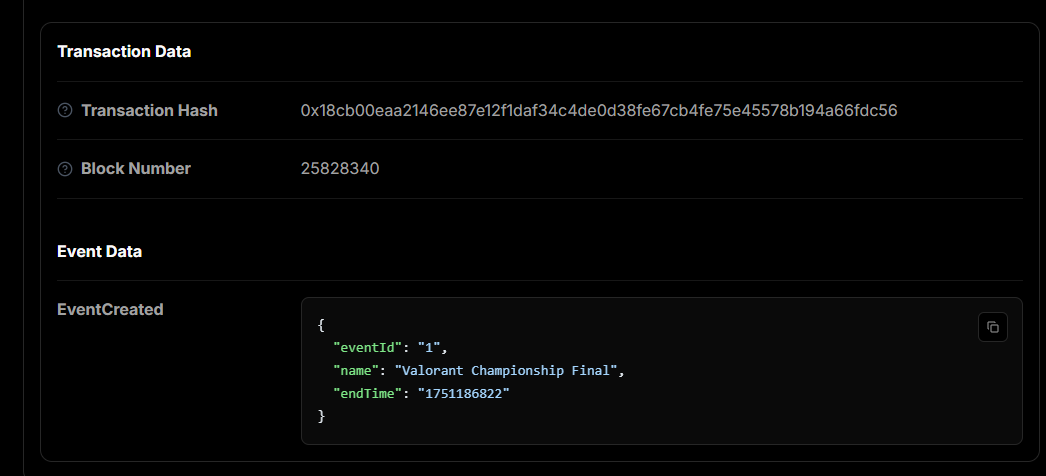 Transaction Data
Transaction Hash 0x18cb00eaa2146ee87e12f1daf34c4de0d38fe67cb4fe75e45578b194a66fdc56
Block Number 25828340
Event Data
EventCreated
{
"eventId": "1",
"name": "Valorant Championship Final",
"endTime": "1751186822"
}